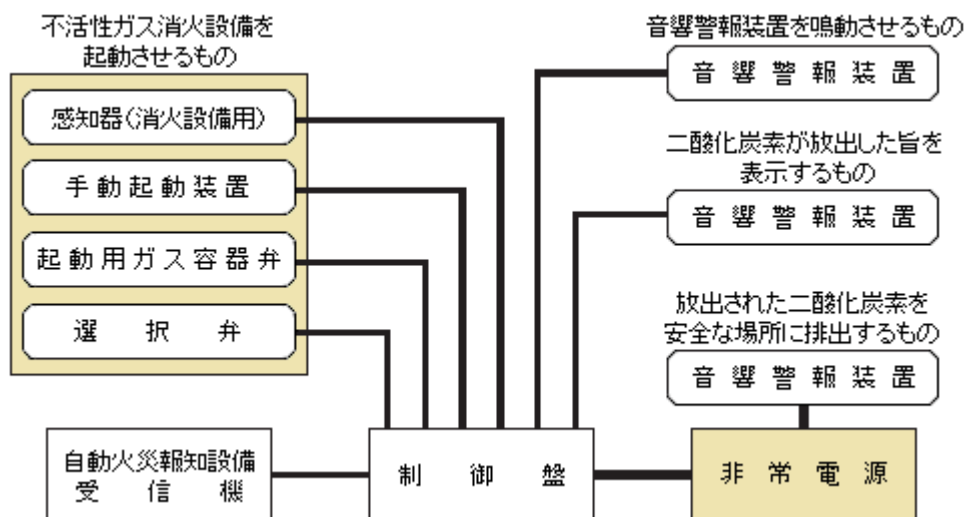 不活性ガス消火設備を
起動させるもの
感知器(消火設備用)
手動起動装置
起動用ガス容器弁
選択弁
音響警報装置を鳴動させるもの
音響警報装置
二酸化炭素が放出した旨を
表示するもの
音響警報装置
放出された二酸化炭素を
安全な場所に排出するもの
音響警報装置
自動火災報知設備
受信機
制御盤
非常電源